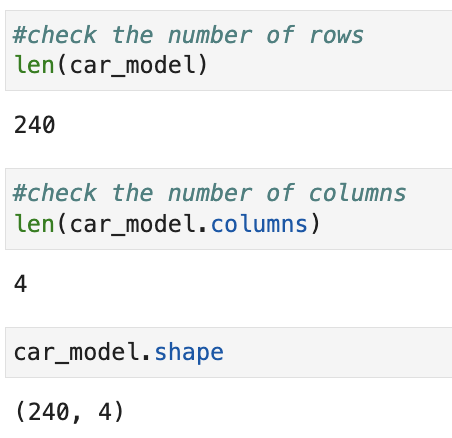 #check the number of rows
len(car_model)
240
#check the number of columns
len(car_model.columns)
4
car_model.shape
(240, 4)